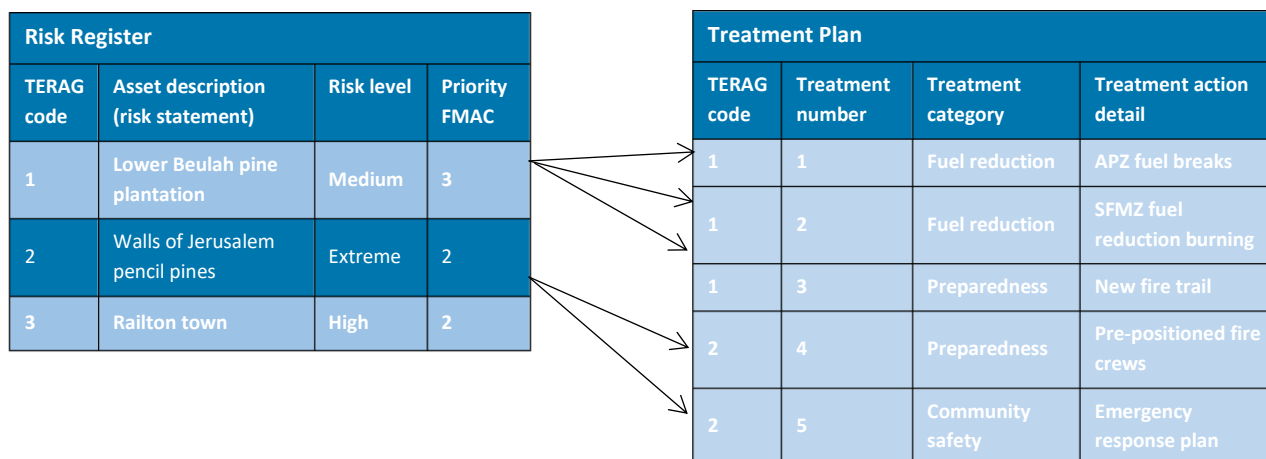 Risk Register
TERAG code
Asset description (risk statement)
Risk level
Priority FMAC
1
Lower Beulah pine plantation
Medium
3
2
Walls of Jerusalem pencil pines
Extreme
2
3
Railton town
High
2
Treatment Plan
TERAG code
Treatment number
Treatment category
Treatment action detail
1
1
Fuel reduction
APZ fuel breaks
1
2
Fuel reduction
SFMZ fuel reduction burning
1
3
Preparedness
New fire trail
2
4
Preparedness
Pre-positioned fire crews
2
5
Community safety
Emergency response plan